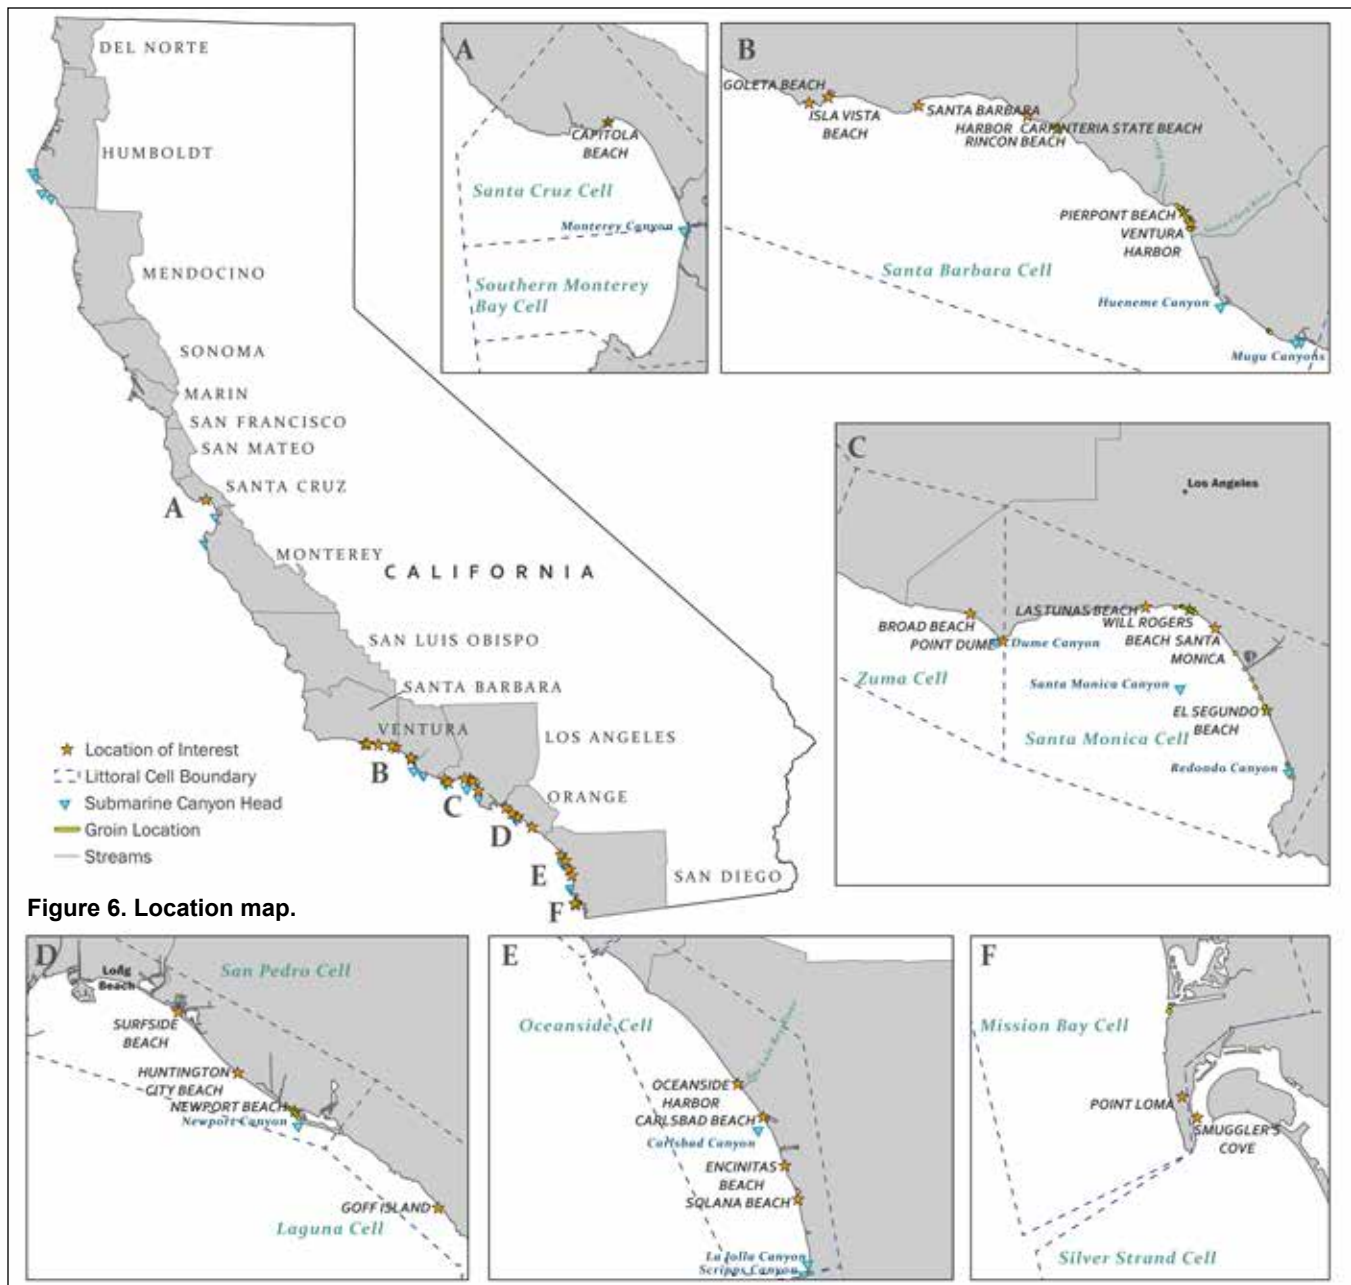 DEL NORTE
HUMBOLDT
MENDOCINO
SONOMA
MARIN
SAN FRANCISCO
SAN MATEO
SANTA CRUZ
A
MONTEREY
CALIFORNIA
SAN LUIS OBISPO
SANTA BARBARA
VENTURA
LOS ANGELES
B
C
ORANGE
D
E
SAN DIEGO
F
Location of Interest
Littoral Cell Boundary
Submarine Canyon Head
Groin Location
Streams
Figure 6. Location map.
A
CAPITOLA
BEACH
Santa Cruz Cell
Monterey Canyon
Southern Monterey
Bay Cell
B
GOLETA BEACH
ISLA VISTA
BEACH
SANTA BARBARA
HARBOR
CARPINTERIA STATE BEACH
RINCON BEACH
PIERPONT BEACH
VENTURA
HARBOR
Santa Clara River
Santa Barbara Cell
Hueneme Canyon
Mugu Canyons
C
Los Angeles
BROAD BEACH
POINT DUME
Dume Canyon
LAS TUNAS BEACH
WILL ROGERS
BEACH
SANTA
MONICA
Zuma Cell
Santa Monica Canyon
EL SEGUNDO
BEACH
Santa Monica Cell
Redondo Canyon
D
Long
Beach
San Pedro Cell
SURFSIDE
BEACH
HUNTINGTON
CITY BEACH
NEWPORT BEACH
Newport Canyon
GOFF ISLAND
Laguna Cell
E
Oceanside Cell
San Luis Rey River
OCEANSIDE
HARBOR
CARLSBAD BEACH
Carlsbad Canyon
ENCINITAS
BEACH
SOLANA BEACH
La Jolla Canyon
Scripps Canyon
F
Mission Bay Cell
POINT LOMA
SMUGGLER'S
COVE
Silver Strand Cell